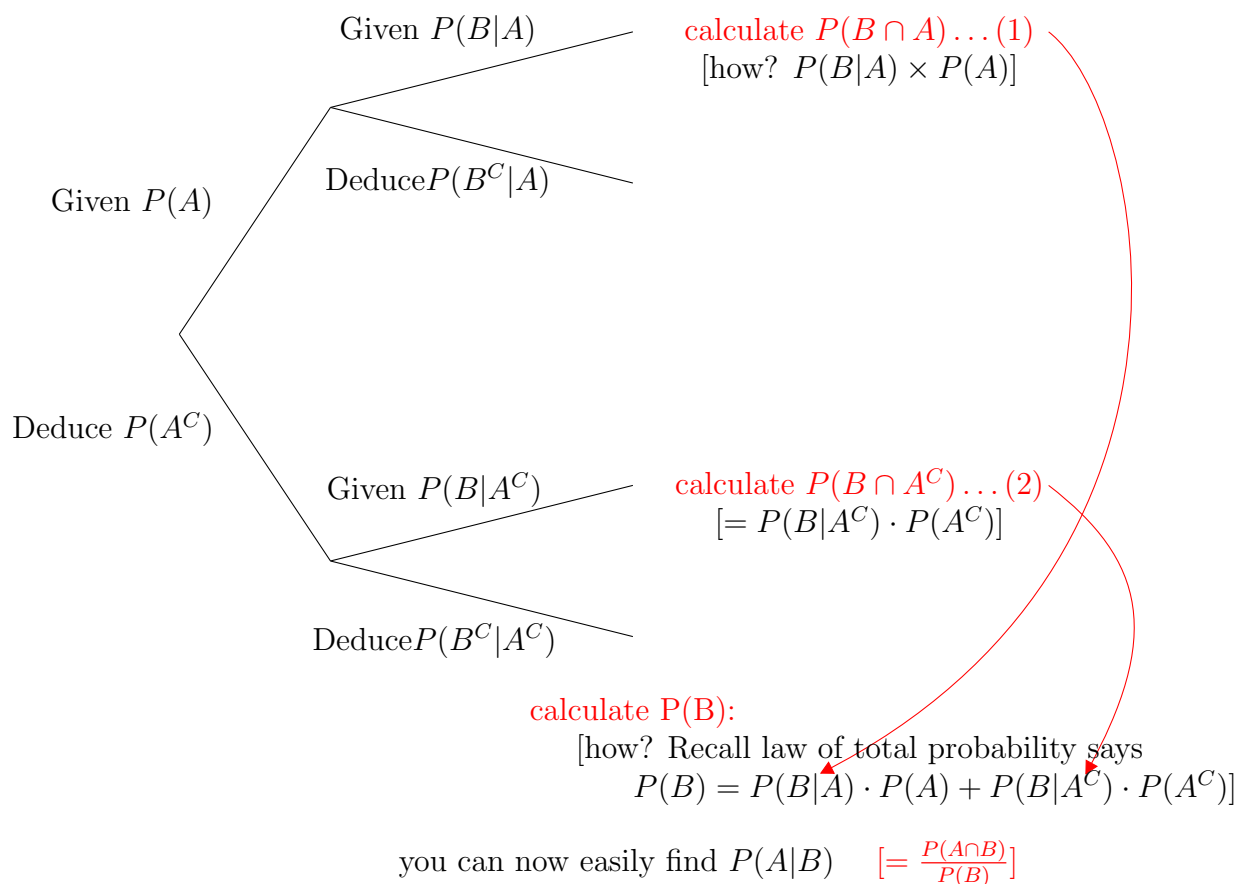 Given P(B|A)
calculate P(B ∩ A) … (1)
[how? P(B|A) × P(A)]
DeduceP(B^C|A)
Given P(A)
Deduce P(A^C)
Given P(B|A^C)
calculate P(B ∩ A^C) … (2)
[= P(B|A^C) · P(A^C)]
DeduceP(B^C|A^C)
calculate P(B):
[how? Recall law of total probability says
P(B) = P(B|A) · P(A) + P(B|A^C) · P(A^C)]
you can now easily find P(A|B) [= \frac{P(A∩B)}{P(B)}]